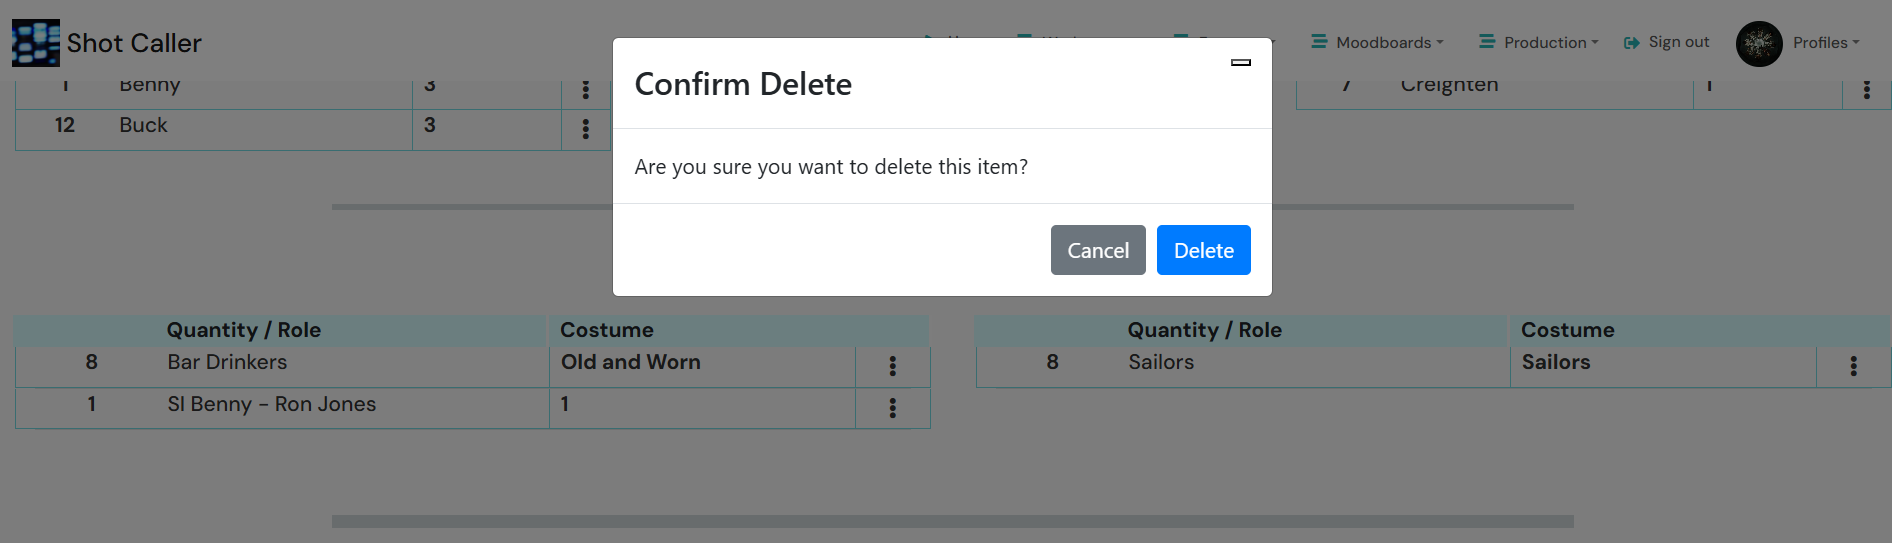 Shot Caller
Moodboards
Production
Sign out
Profiles
1 Benny 3
12 Buck 3
7 Creighten 1
Confirm Delete
Are you sure you want to delete this item?
Cancel
Delete
Quantity / Role Costume
8 Bar Drinkers Old and Worn
1 SI Benny - Ron Jones 1
Quantity / Role Costume
8 Sailors Sailors